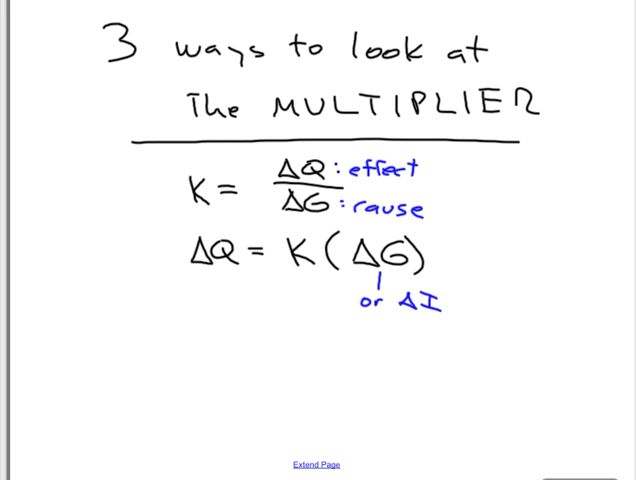 3 ways to look at
The MULTIPLIER
K = ΔQ : effect
ΔG : cause
ΔQ = K ( ΔG )
or ΔI
Extend Page